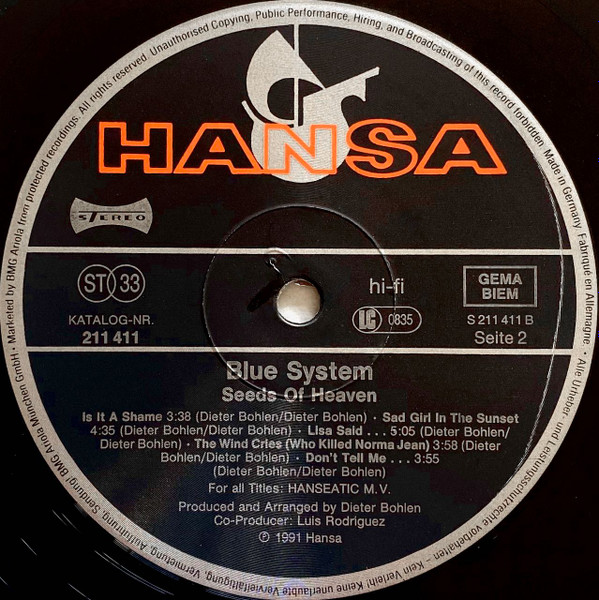 HANSA
STEREO
ST 33
KATALOG-NR.
211 411
hi-fi
LC 0835
GEMA
BIEM
S 211 411 B
Seite 2
Blue System
Seeds Of Heaven
Is It A Shame 3:38 (Dieter Bohlen/Dieter Bohlen) · Sad Girl In The Sunset
4:35 (Dieter Bohlen/Dieter Bohlen) · Lisa Said . . . 5:05 (Dieter Bohlen/
Dieter Bohlen) · The Wind Cries (Who Killed Norma Jean) 3:58 (Dieter
Bohlen/Dieter Bohlen) · Don't Tell Me . . . 3:55
(Dieter Bohlen/Dieter Bohlen)
For all Titles: HANSEATIC M. V.
Produced and Arranged by Dieter Bohlen
Co-Producer: Luis Rodriguez
℗ 1991 Hansa
Marketed by BMG Ariola from protected recordings. All rights reserved. Unauthorised Copying, Public Performance, Hiring, and Broadcasting of this record forbidden. Made in Germany. Fabriqué en Allemagne. • Alle Urheber- und Leistungsschutzrechte vorbehalten – Kein Verleih! Keine unerlaubte Vervielfältigung, Vermietung, Aufführung, Sendung! BMG Ariola München GmbH •